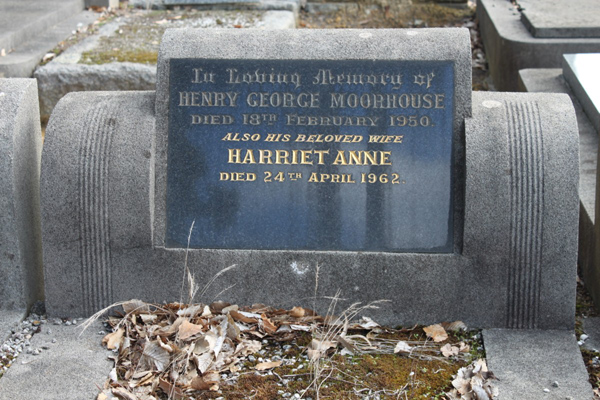 In Loving Memory of
HENRY GEORGE MOORHOUSE
DIED 18TH FEBRUARY 1950.
ALSO HIS BELOVED WIFE
HARRIET ANNE
DIED 24TH APRIL 1962.